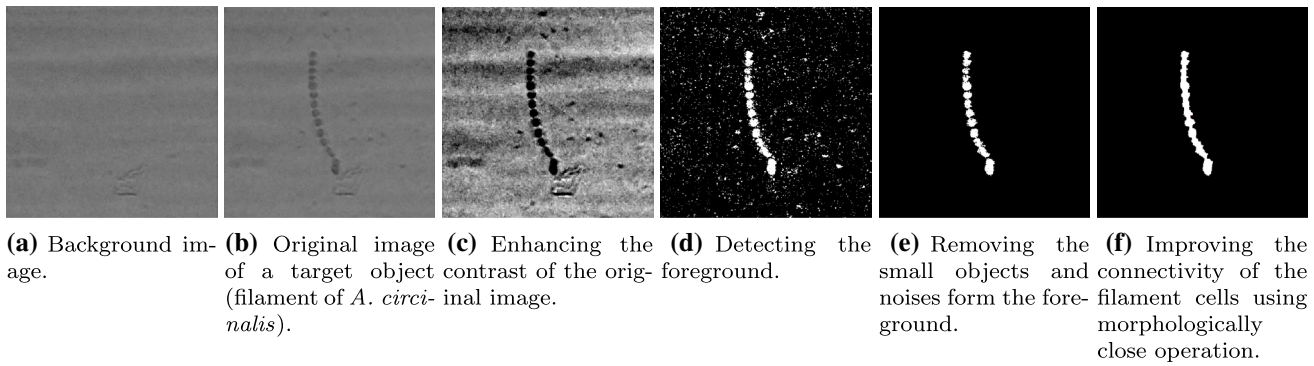 (a) Background im-
age.
(b) Original image
of a target object
(filament of A. circi-
nalis).
(c) Enhancing the
contrast of the orig-
inal image.
(d) Detecting the
foreground.
(e) Removing the
small objects and
noises form the fore-
ground.
(f) Improving the
connectivity of the
filament cells using
morphologically
close operation.